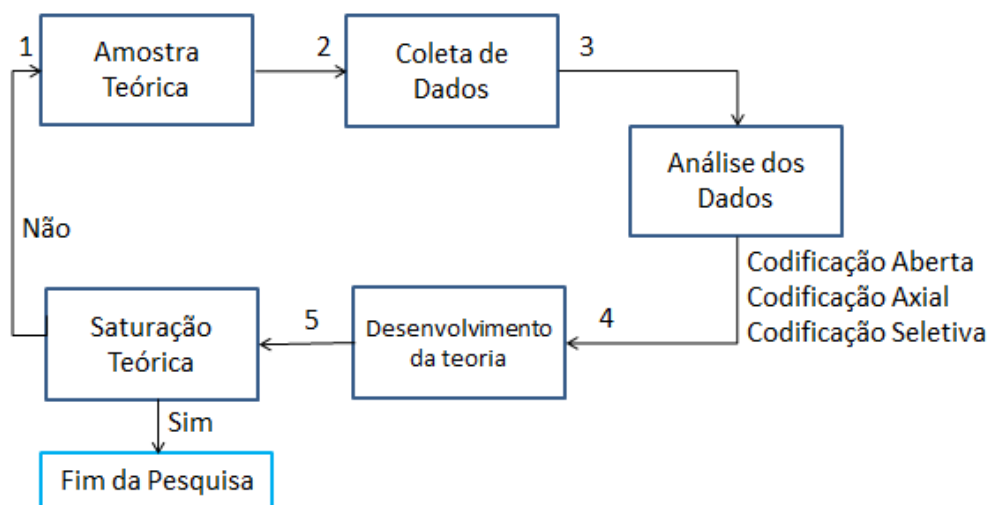 1
Amostra
Teórica
2
Coleta de
Dados
3
Análise dos
Dados
Codificação Aberta
Codificação Axial
Codificação Seletiva
4
Desenvolvimento
da teoria
5
Saturação
Teórica
Não
Sim
Fim da Pesquisa